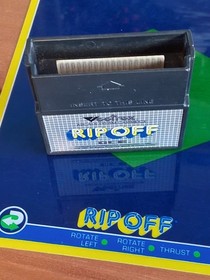 INSERT TO THIS LINE
Vectrex
RIP OFF
RIP OFF
ROTATE LEFT
ROTATE RIGHT
THRUST